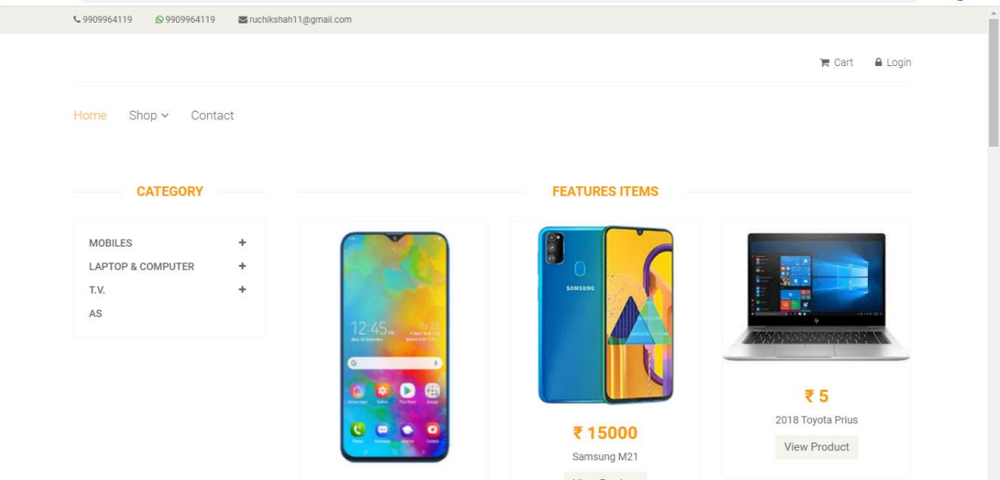 9909964119 9909964119 ruchikshah11@gmail.com
Cart Login
Home Shop Contact
CATEGORY
MOBILES +
LAPTOP & COMPUTER +
T.V. +
AS
FEATURES ITEMS
12:45
SAMSUNG
₹ 15000
Samsung M21
₹ 5
2018 Toyota Prius
View Product